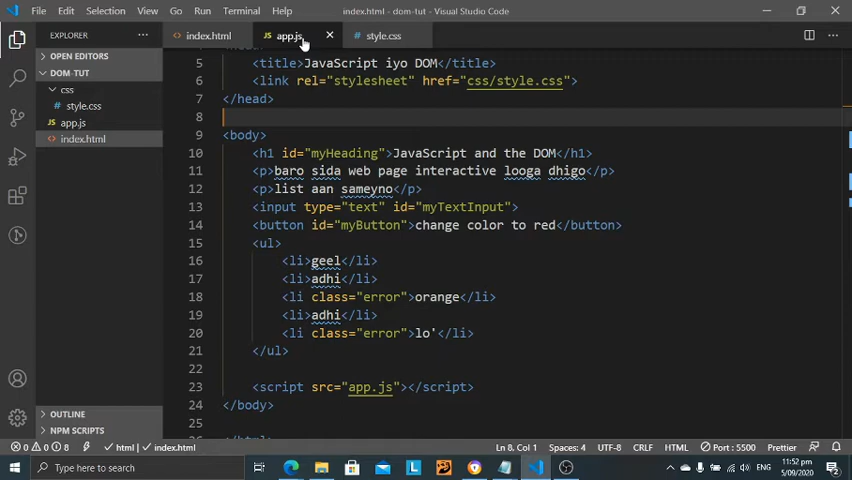 File Edit Selection View Go Run Terminal Help index.html - dom-tut - Visual Studio Code
EXPLORER
index.html
JS app.js
style.css
OPEN EDITORS
DOM-TUT
css
style.css
JS app.js
index.html
OUTLINE
NPM SCRIPTS
5 <title>JavaScript iyo DOM</title>
6 <link rel="stylesheet" href="css/style.css">
7 </head>
8
9 <body>
10 <h1 id="myHeading">JavaScript and the DOM</h1>
11 <p>baro sida web page interactive looga dhigo</p>
12 <p>list aan sameyno</p>
13 <input type="text" id="myTextInput">
14 <button id="myButton">change color to red</button>
15 <ul>
16 <li>geel</li>
17 <li>adhi</li>
18 <li class="error">orange</li>
19 <li>adhi</li>
20 <li class="error">lo'</li>
21 </ul>
22
23 <script src="app.js"></script>
24 </body>
25
0 0 8 html index.html Ln 8, Col 1 Spaces: 4 UTF-8 CRLF HTML Port : 5500 Prettier
Type here to search
ENG
11:52 pm
5/09/2020
2